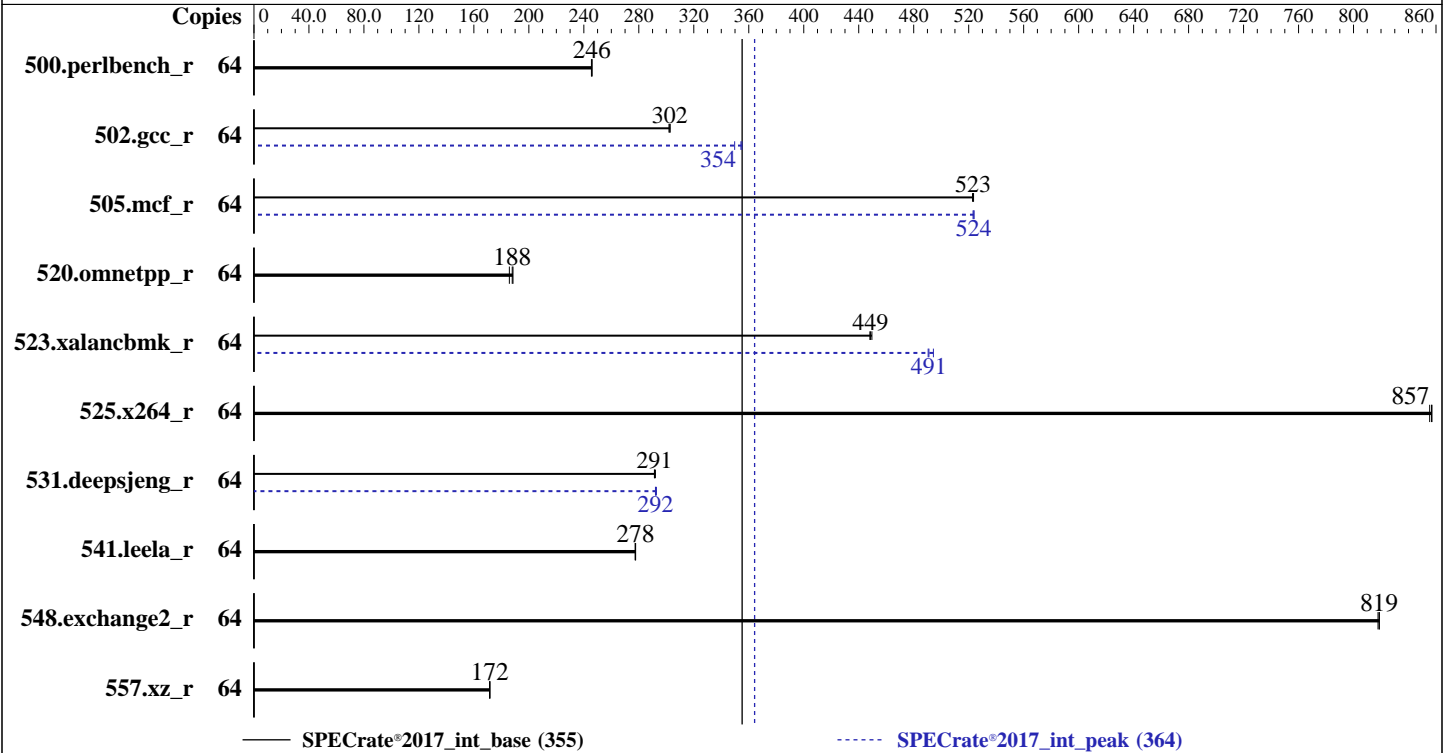 Copies 0 40.0 80.0 120 160 200 240 280 320 360 400 440 480 520 560 600 640 680 720 760 800 860
246
500.perlbench_r 64
302
502.gcc_r 64
354
523
505.mcf_r 64
524
188
520.omnetpp_r 64
449
523.xalancbmk_r 64
491
857
525.x264_r 64
291
531.deepsjeng_r 64
292
278
541.leela_r 64
819
548.exchange2_r 64
172
557.xz_r 64
SPECrate®2017_int_base (355) SPECrate®2017_int_peak (364)